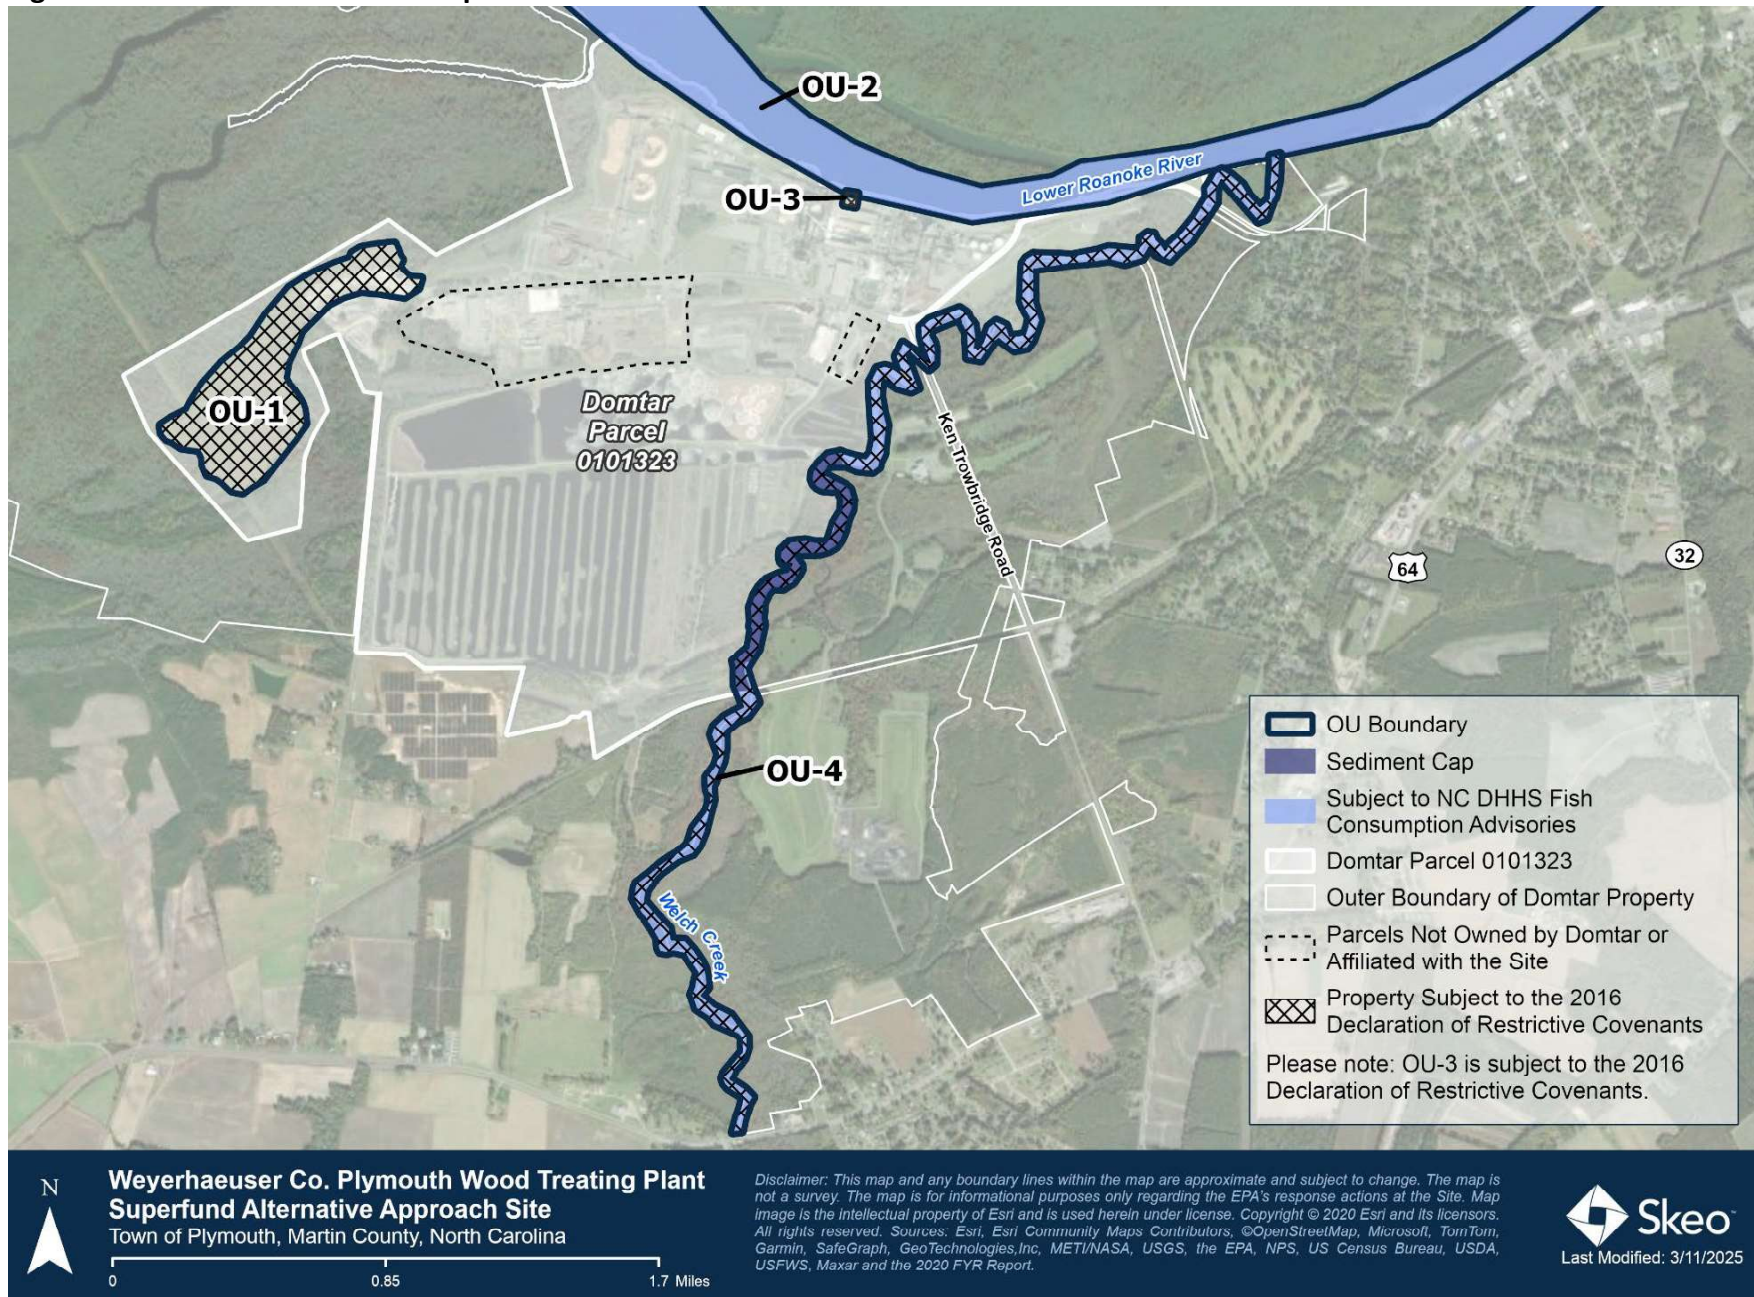 OU-2
OU-3
Lower Roanoke River
OU-1
Domtar
Parcel
0101323
Ken Trowbridge Road
64
32
OU-4
Welch Creek
OU Boundary
Sediment Cap
Subject to NC DHHS Fish
Consumption Advisories
Domtar Parcel 0101323
Outer Boundary of Domtar Property
Parcels Not Owned by Domtar or
Affiliated with the Site
Property Subject to the 2016
Declaration of Restrictive Covenants
Please note: OU-3 is subject to the 2016
Declaration of Restrictive Covenants.
N
Weyerhaeuser Co. Plymouth Wood Treating Plant
Superfund Alternative Approach Site
Town of Plymouth, Martin County, North Carolina
0 0.85 1.7 Miles
Disclaimer: This map and any boundary lines within the map are approximate and subject to change. The map is
not a survey. The map is for informational purposes only regarding the EPA's response actions at the Site. Map
image is the intellectual property of Esri and is used herein under license. Copyright © 2020 Esri and its licensors.
All rights reserved. Sources: Esri, Esri Community Maps Contributors, ©OpenStreetMap, Microsoft, TomTom,
Garmin, SafeGraph, GeoTechnologies,Inc, METI/NASA, USGS, the EPA, NPS, US Census Bureau, USDA,
USFWS, Maxar and the 2020 FYR Report.
Skeo
Last Modified: 3/11/2025